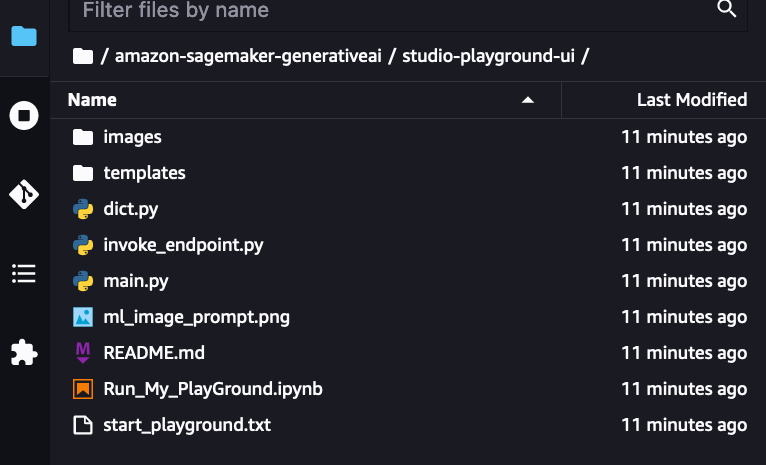 Filter files by name
/ amazon-sagemaker-generativeai / studio-playground-ui /
Name Last Modified
images 11 minutes ago
templates 11 minutes ago
dict.py 11 minutes ago
invoke_endpoint.py 11 minutes ago
main.py 11 minutes ago
ml_image_prompt.png 11 minutes ago
README.md 11 minutes ago
Run_My_PlayGround.ipynb 11 minutes ago
start_playground.txt 11 minutes ago